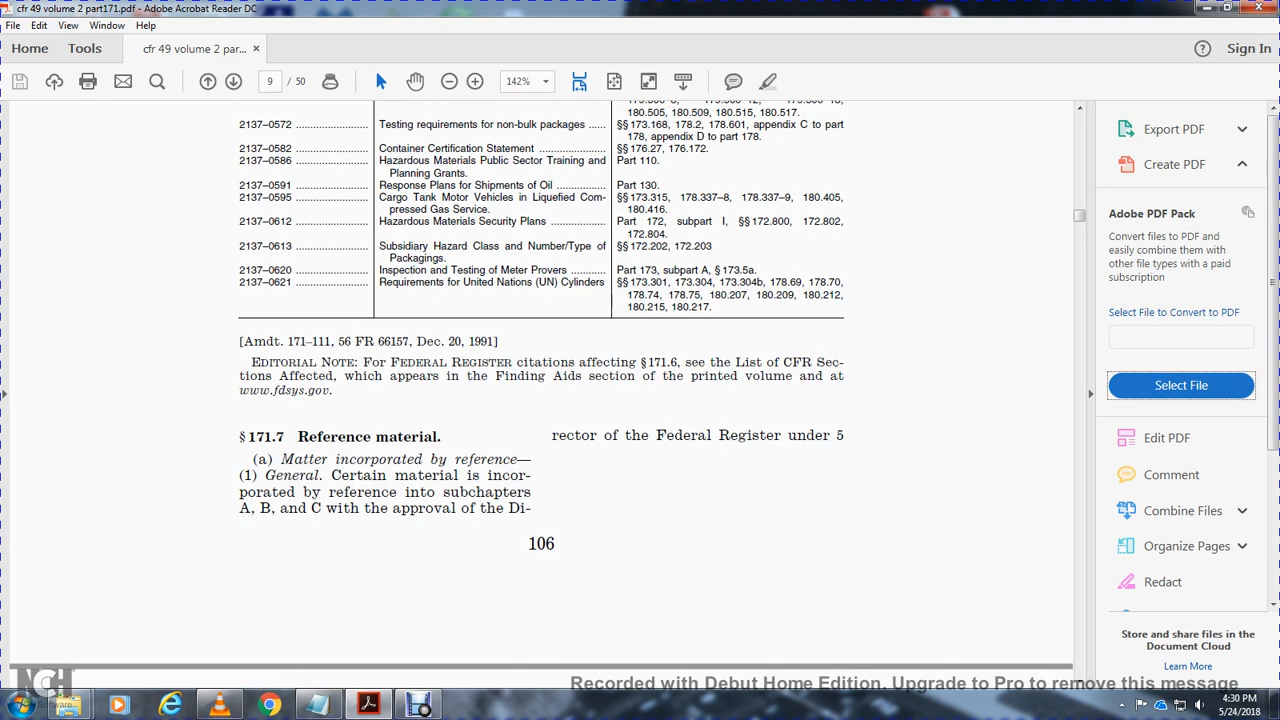 cfr 49 volume 2 part171.pdf - Adobe Acrobat Reader DC
File Edit View Window Help
Home Tools cfr 49 volume 2 par... × Sign In
9 / 50 142%
180.505, 180.509, 180.515, 180.517.
2137–0572 ........................ Testing requirements for non-bulk packages ...... §§ 173.168, 178.2, 178.601, appendix C to part
178, appendix D to part 178.
2137–0582 ........................ Container Certification Statement ...................... §§ 176.27, 176.172.
2137–0586 ........................ Hazardous Materials Public Sector Training and Part 110.
Planning Grants.
2137–0591 ........................ Response Plans for Shipments of Oil ................. Part 130.
2137–0595 ........................ Cargo Tank Motor Vehicles in Liquefied Com- §§ 173.315, 178.337–8, 178.337–9, 180.405,
pressed Gas Service. 180.416.
2137–0612 ........................ Hazardous Materials Security Plans ................... Part 172, subpart I, §§ 172.800, 172.802,
172.804.
2137–0613 ........................ Subsidiary Hazard Class and Number/Type of §§ 172.202, 172.203
Packagings.
2137–0620 ........................ Inspection and Testing of Meter Provers ............ Part 173, subpart A, § 173.5a.
2137–0621 ........................ Requirements for United Nations (UN) Cylinders §§ 173.301, 173.304, 173.304b, 178.69, 178.70,
178.74, 178.75, 180.207, 180.209, 180.212,
180.215, 180.217.
[Amdt. 171–111, 56 FR 66157, Dec. 20, 1991]
EDITORIAL NOTE: For FEDERAL REGISTER citations affecting § 171.6, see the List of CFR Sec-
tions Affected, which appears in the Finding Aids section of the printed volume and at
www.fdsys.gov.
§ 171.7 Reference material.
(a) Matter incorporated by reference—
(1) General. Certain material is incor-
porated by reference into subchapters
A, B, and C with the approval of the Di-
rector of the Federal Register under 5
106
Export PDF
Create PDF
Adobe PDF Pack
Convert files to PDF and
easily combine them with
other file types with a paid
subscription
Select File to Convert to PDF
Select File
Edit PDF
Comment
Combine Files
Organize Pages
Redact
Store and share files in the
Document Cloud
Learn More
NCH
Software
Recorded with Debut Home Edition. Upgrade to Pro to remove this message
4:30 PM
5/24/2018